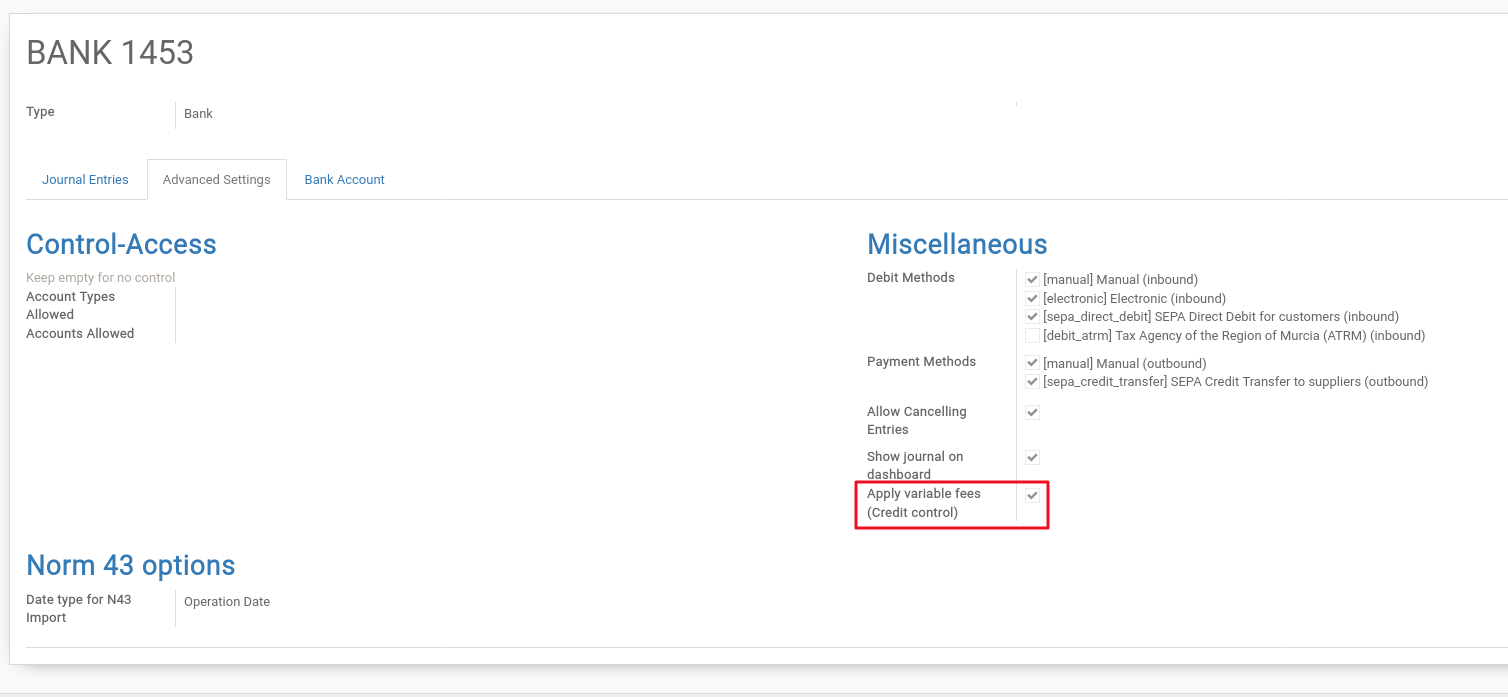 BANK 1453
Type
Bank
Journal Entries
Advanced Settings
Bank Account
Control-Access
Keep empty for no control
Account Types
Allowed
Accounts Allowed
Miscellaneous
Debit Methods
[manual] Manual (inbound)
[electronic] Electronic (inbound)
[sepa_direct_debit] SEPA Direct Debit for customers (inbound)
[debit_atrm] Tax Agency of the Region of Murcia (ATRM) (inbound)
Payment Methods
[manual] Manual (outbound)
[sepa_credit_transfer] SEPA Credit Transfer to suppliers (outbound)
Allow Cancelling
Entries
Show journal on
dashboard
Apply variable fees
(Credit control)
Norm 43 options
Date type for N43
Import
Operation Date